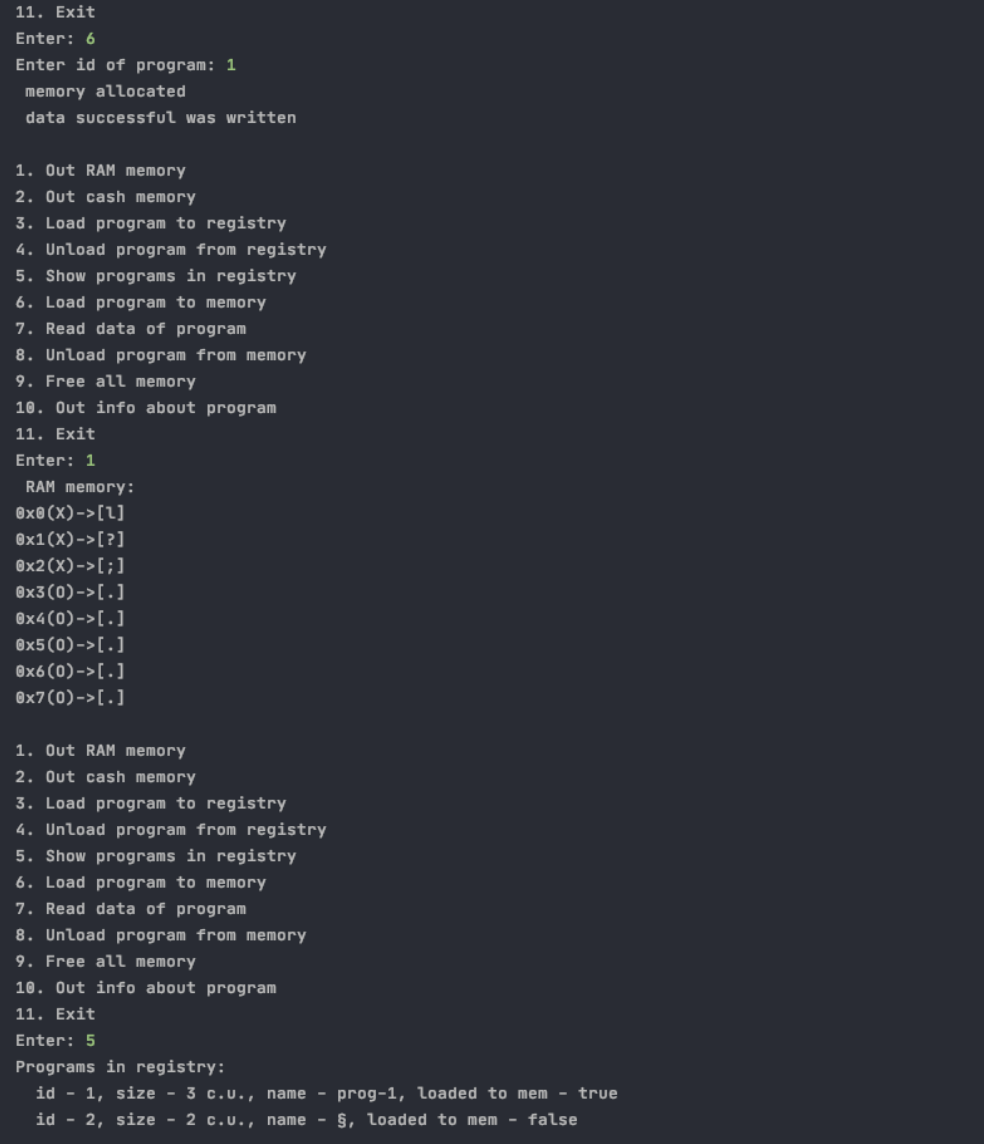 11. Exit
Enter: 6
Enter id of program: 1
memory allocated
data successful was written
1. Out RAM memory
2. Out cash memory
3. Load program to registry
4. Unload program from registry
5. Show programs in registry
6. Load program to memory
7. Read data of program
8. Unload program from memory
9. Free all memory
10. Out info about program
11. Exit
Enter: 1
RAM memory:
0x0(X)->[l]
0x1(X)->[?]
0x2(X)->[;]
0x3(O)->[.]
0x4(O)->[.]
0x5(O)->[.]
0x6(O)->[.]
0x7(O)->[.]
1. Out RAM memory
2. Out cash memory
3. Load program to registry
4. Unload program from registry
5. Show programs in registry
6. Load program to memory
7. Read data of program
8. Unload program from memory
9. Free all memory
10. Out info about program
11. Exit
Enter: 5
Programs in registry:
id - 1, size - 3 c.u., name - prog-1, loaded to mem - true
id - 2, size - 2 c.u., name - §, loaded to mem - false